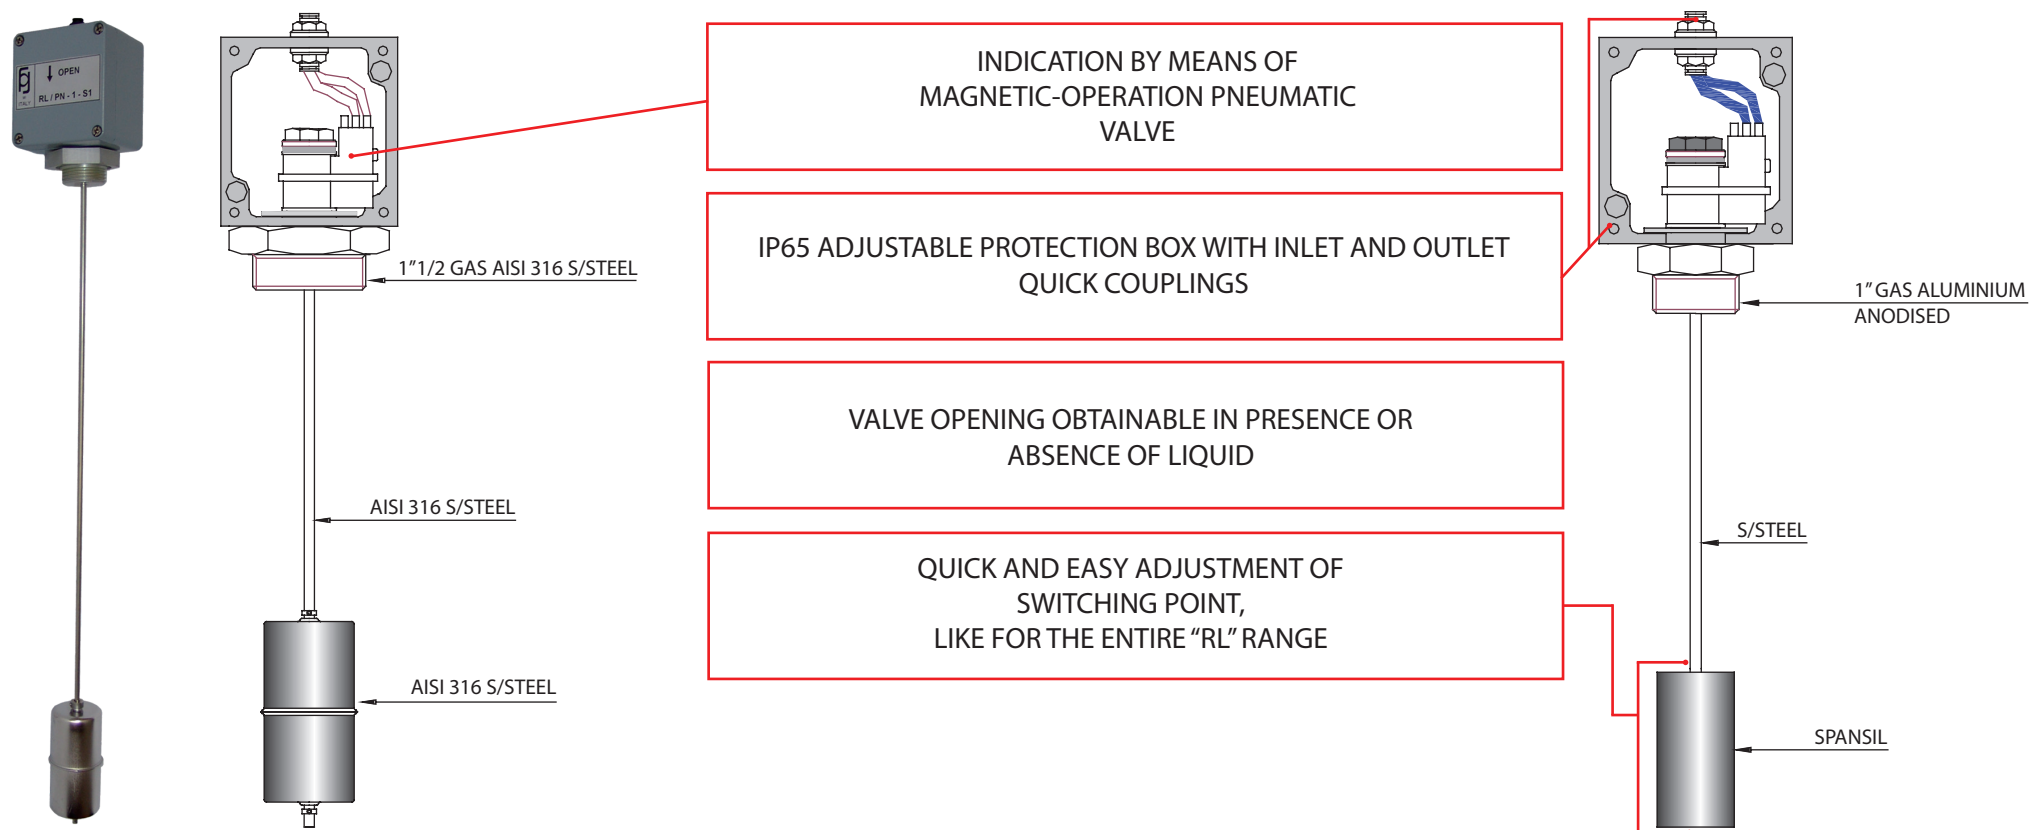 OPEN
RL / PN - 1 - S1
ITALY
INDICATION BY MEANS OF
MAGNETIC-OPERATION PNEUMATIC
VALVE
IP65 ADJUSTABLE PROTECTION BOX WITH INLET AND OUTLET
QUICK COUPLINGS
1”1/2 GAS AISI 316 S/STEEL
1” GAS ALUMINIUM
ANODISED
VALVE OPENING OBTAINABLE IN PRESENCE OR
ABSENCE OF LIQUID
AISI 316 S/STEEL
S/STEEL
QUICK AND EASY ADJUSTMENT OF
SWITCHING POINT,
LIKE FOR THE ENTIRE “RL” RANGE
AISI 316 S/STEEL
SPANSIL